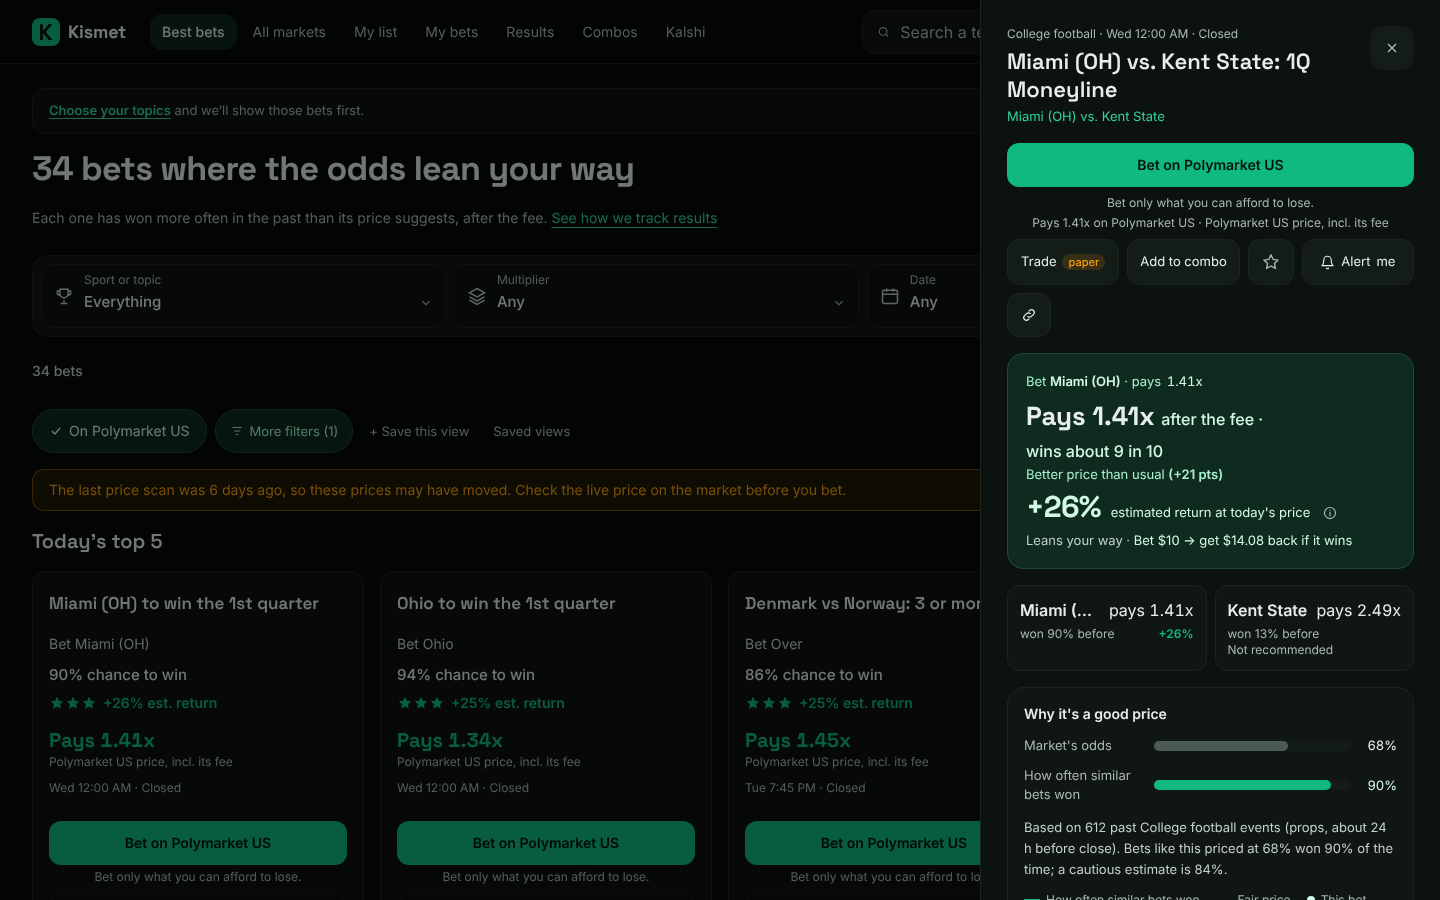 Kismet
Best bets
All markets
My list
My bets
Results
Combos
Kalshi
Search a te
Choose your topics and we'll show those bets first.
34 bets where the odds lean your way
Each one has won more often in the past than its price suggests, after the fee. See how we track results
Sport or topic
Everything
Multiplier
Any
Date
Any
34 bets
On Polymarket US
More filters (1)
+ Save this view
Saved views
The last price scan was 6 days ago, so these prices may have moved. Check the live price on the market before you bet.
Today's top 5
Miami (OH) to win the 1st quarter
Bet Miami (OH)
90% chance to win
★★★ +26% est. return
Pays 1.41x
Polymarket US price, incl. its fee
Wed 12:00 AM · Closed
Bet on Polymarket US
Bet only what you can afford to lose.
Ohio to win the 1st quarter
Bet Ohio
94% chance to win
★★★ +25% est. return
Pays 1.34x
Polymarket US price, incl. its fee
Wed 12:00 AM · Closed
Bet on Polymarket US
Bet only what you can afford to lose.
Denmark vs Norway: 3 or mor
Bet Over
86% chance to win
★★★ +25% est. return
Pays 1.45x
Polymarket US price, incl. its fee
Tue 7:45 PM · Closed
Bet on Polymarket US
Bet only what you can afford to lo
College football · Wed 12:00 AM · Closed
Miami (OH) vs. Kent State: 1Q
Moneyline
Miami (OH) vs. Kent State
Bet on Polymarket US
Bet only what you can afford to lose.
Pays 1.41x on Polymarket US · Polymarket US price, incl. its fee
Trade paper
Add to combo
Alert me
Bet Miami (OH) · pays 1.41x
Pays 1.41x after the fee ·
wins about 9 in 10
Better price than usual (+21 pts)
+26% estimated return at today's price
Leans your way · Bet $10 → get $14.08 back if it wins
Miami (... pays 1.41x
won 90% before +26%
Kent State pays 2.49x
won 13% before
Not recommended
Why it's a good price
Market's odds 68%
How often similar
bets won 90%
Based on 612 past College football events (props, about 24
h before close). Bets like this priced at 68% won 90% of the
time; a cautious estimate is 84%.
How often similar bets won Fair price This bet